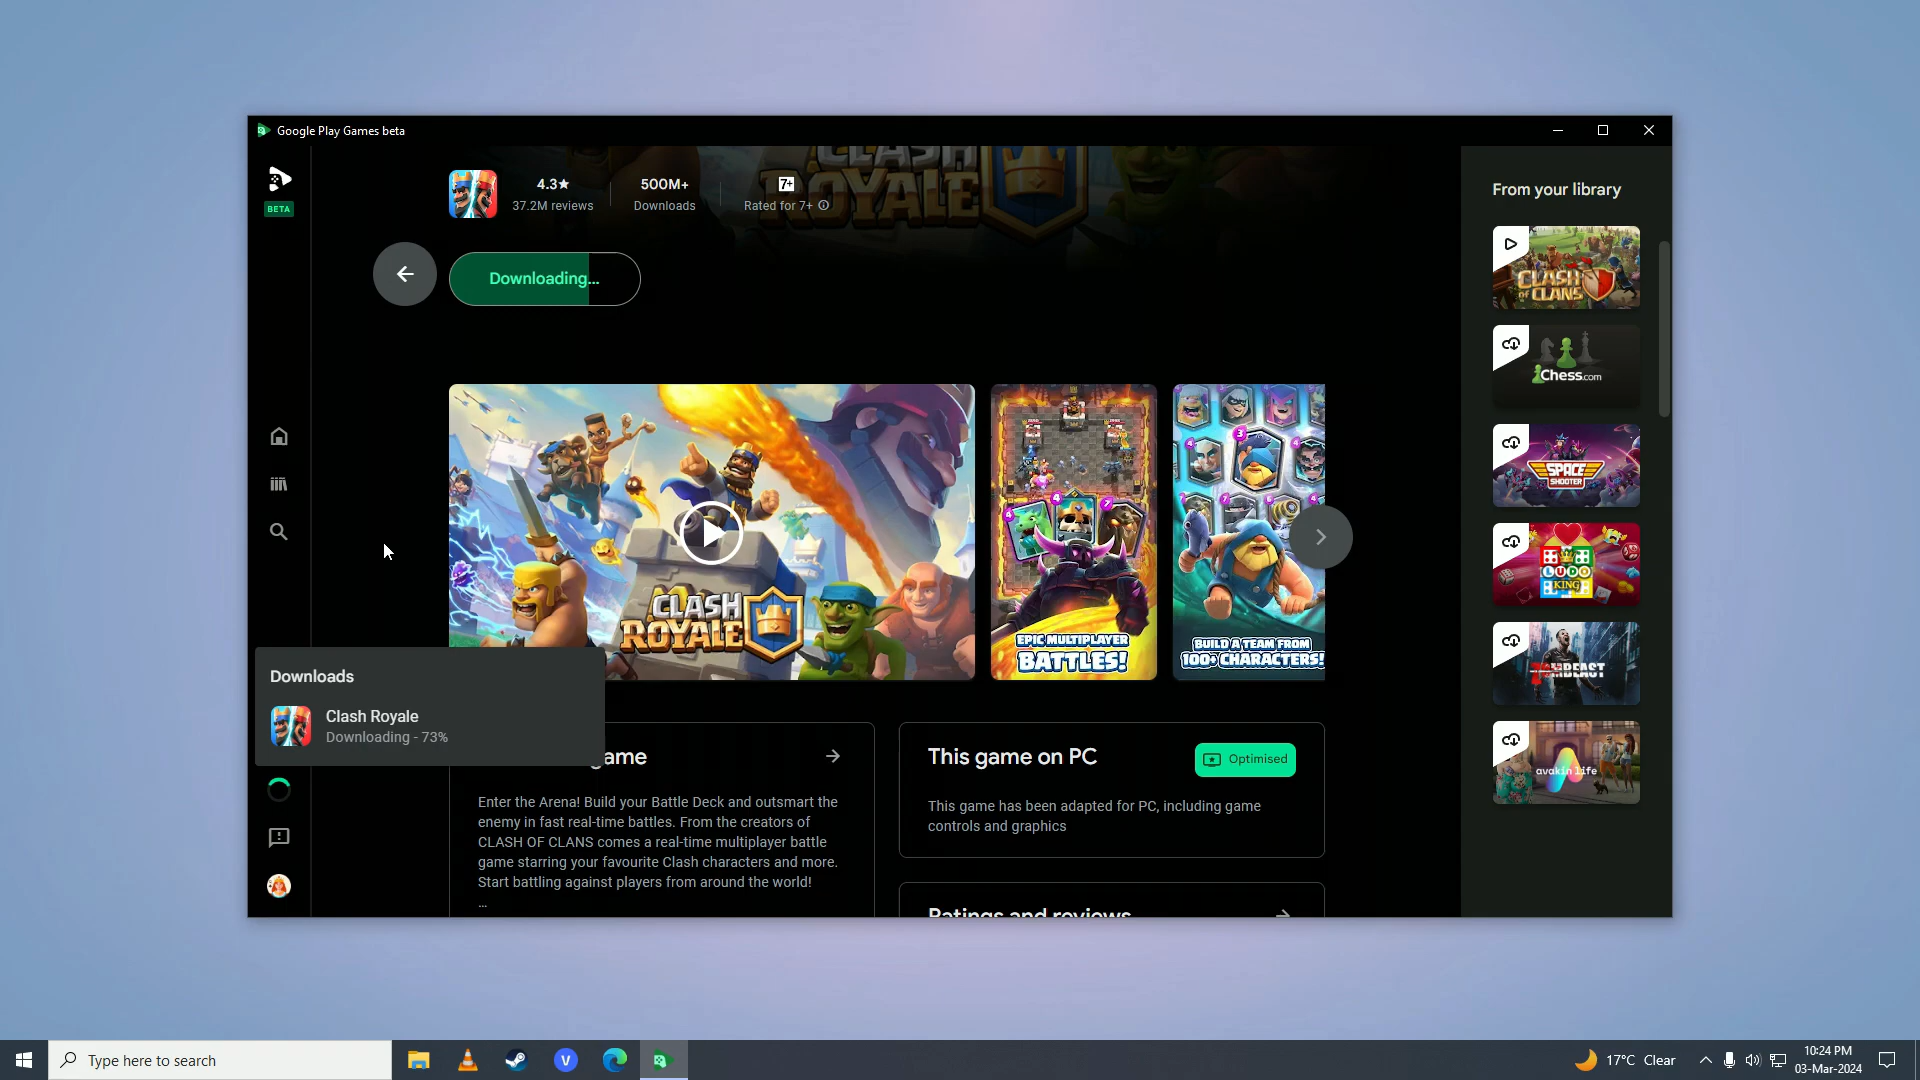 Google Play Games beta
BETA
CLASH
ROYALE
4.3★
37.2M reviews
500M+
Downloads
7+
Rated for 7+
Downloading...
CLASH
ROYALE
EPIC MULTIPLAYER
BATTLES!
BUILD A TEAM FROM
100+ CHARACTERS!
Downloads
Clash Royale
Downloading - 73%
game
Enter the Arena! Build your Battle Deck and outsmart the
enemy in fast real-time battles. From the creators of
CLASH OF CLANS comes a real-time multiplayer battle
game starring your favourite Clash characters and more.
Start battling against players from around the world!
...
This game on PC
Optimised
This game has been adapted for PC, including game
controls and graphics
Ratings and reviews
From your library
CLASH
OF CLANS
Chess.com
SPACE
SHOOTER
LUDO
KING
avakin life
Type here to search
V
17°C Clear
10:24 PM
03-Mar-2024